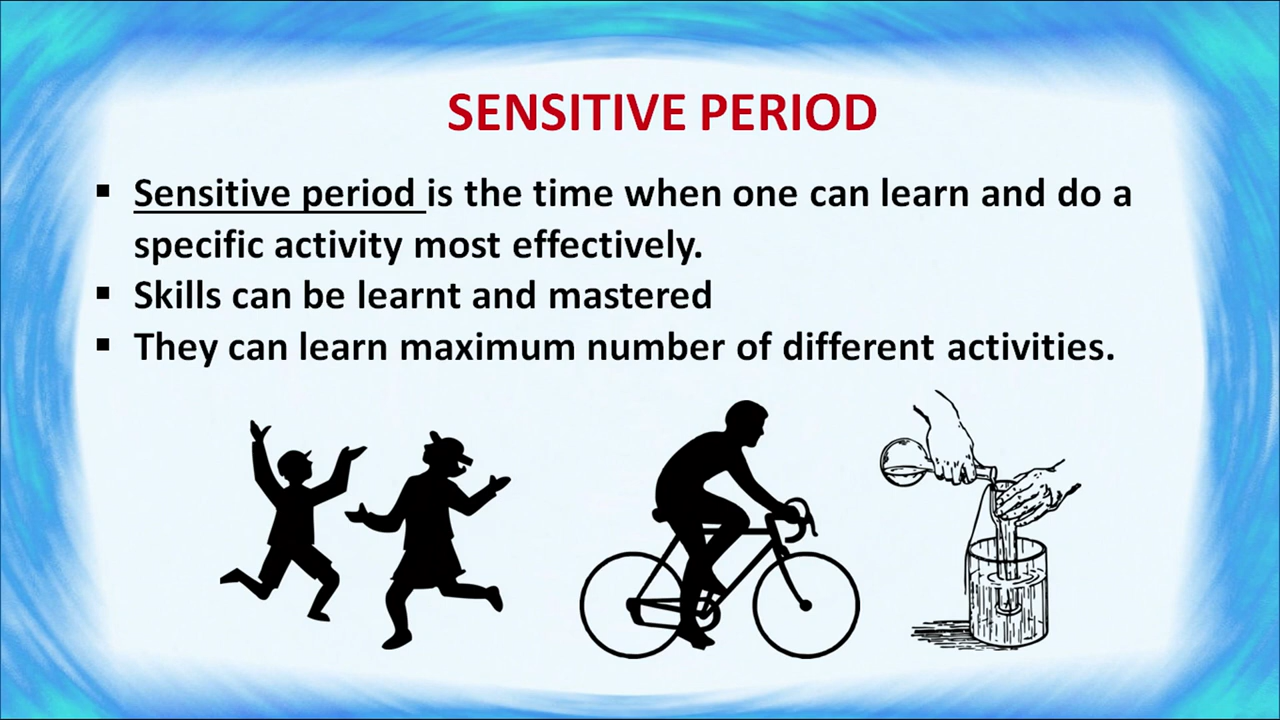 SENSITIVE PERIOD
▪ Sensitive period is the time when one can learn and do a
specific activity most effectively.
▪ Skills can be learnt and mastered
▪ They can learn maximum number of different activities.